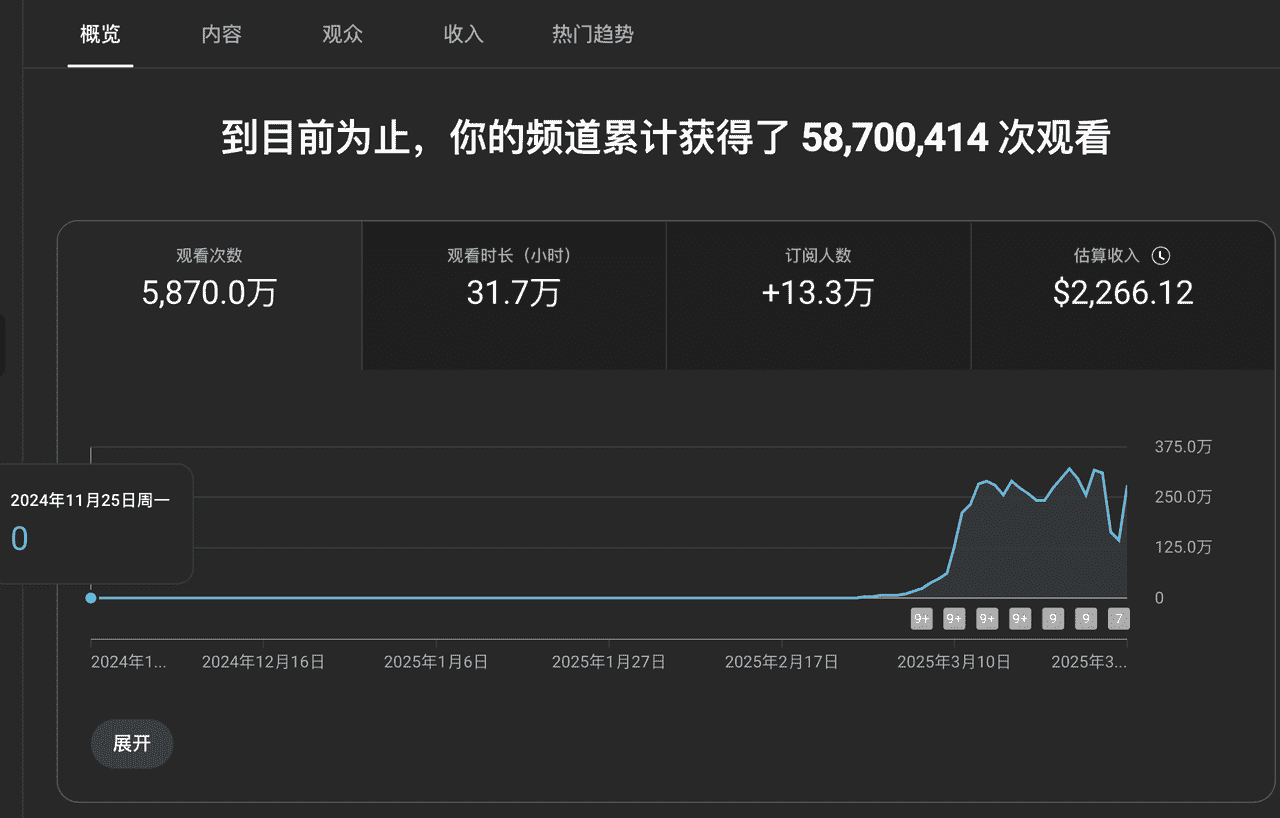 概览 内容 观众 收入 热门趋势
到目前为止，你的频道累计获得了 58,700,414 次观看
观看次数 观看时长（小时） 订阅人数 估算收入
5,870.0万 31.7万 +13.3万 $2,266.12
375.0万
2024年11月25日周一
250.0万
0
125.0万
0
9+ 9+ 9+ 9+ 9 9 7
2024年1... 2024年12月16日 2025年1月6日 2025年1月27日 2025年2月17日 2025年3月10日 2025年3...
展开